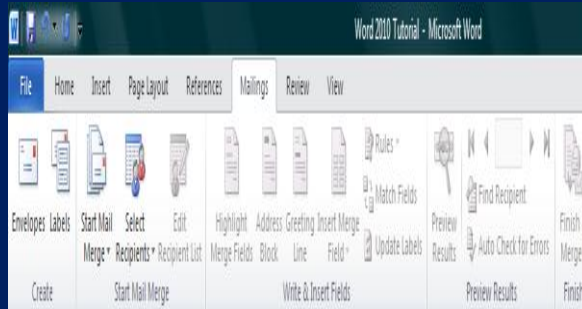 Word 2010 Tutorial - Microsoft Word
File Home Insert Page Layout References Mailings Review View
Envelopes Labels
Create
Start Mail Merge Select Recipients Edit Recipient List
Start Mail Merge
Highlight Merge Fields Address Block Greeting Line Insert Merge Field
Rules
Match Fields
Update Labels
Write & Insert Fields
Preview Results
Find Recipient
Auto Check for Errors
Preview Results
Finish
Merge
Finish